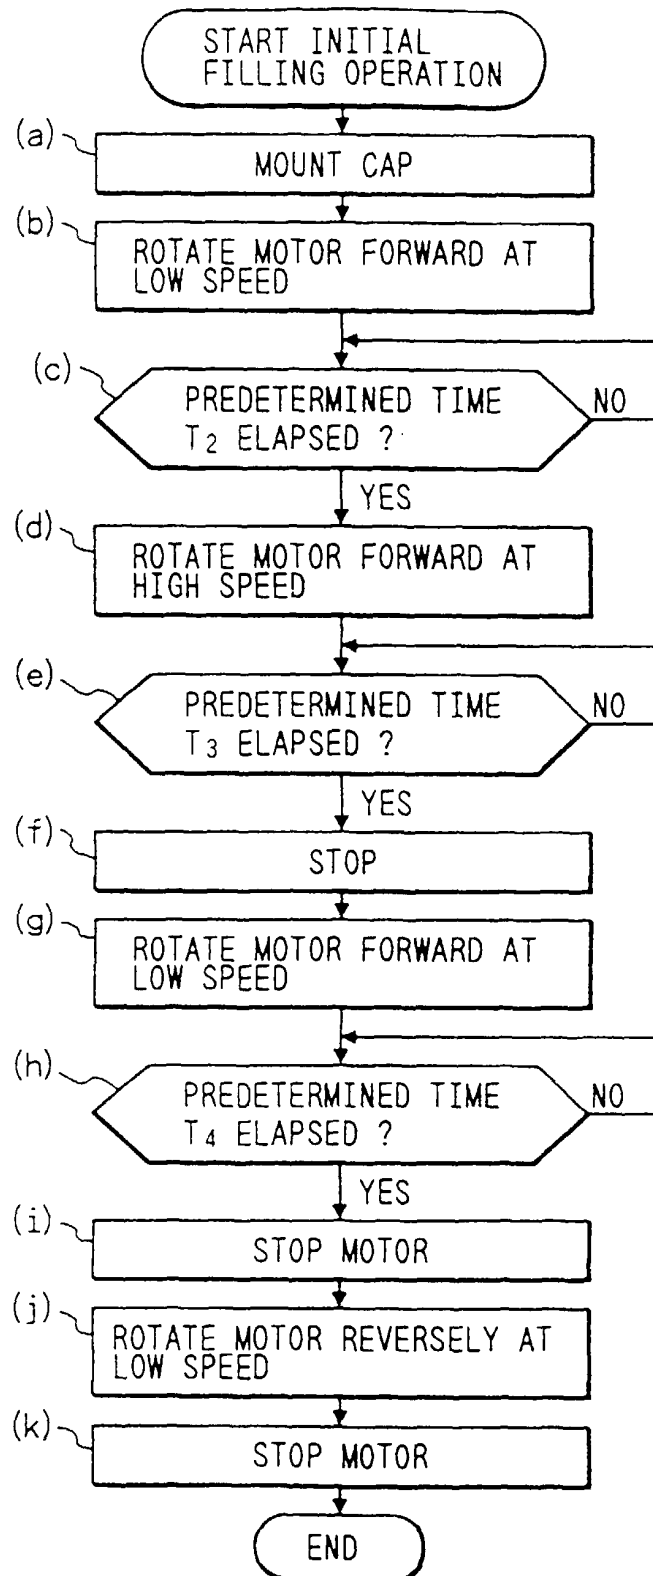 START INITIAL
FILLING OPERATION
(a)
MOUNT CAP
(b)
ROTATE MOTOR FORWARD AT
LOW SPEED
(c)
PREDETERMINED TIME
T2 ELAPSED ?
NO
YES
(d)
ROTATE MOTOR FORWARD AT
HIGH SPEED
(e)
PREDETERMINED TIME
T3 ELAPSED ?
NO
YES
(f)
STOP
(g)
ROTATE MOTOR FORWARD AT
LOW SPEED
(h)
PREDETERMINED TIME
T4 ELAPSED ?
NO
YES
(i)
STOP MOTOR
(j)
ROTATE MOTOR REVERSELY AT
LOW SPEED
(k)
STOP MOTOR
END